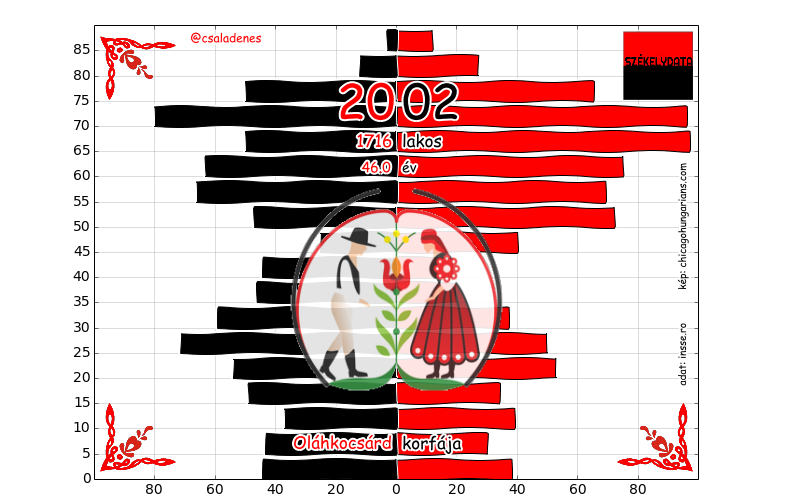 @csaladenes
SZÉKELYDATA
2002
1716 lakos
46.0 év
kép: chicagohungarians.com
adat: insse.ro
Oláhkocsárd korfája
85
80
75
70
65
60
55
50
45
40
35
30
25
20
15
10
5
0
80 60 40 20 0 20 40 60 80